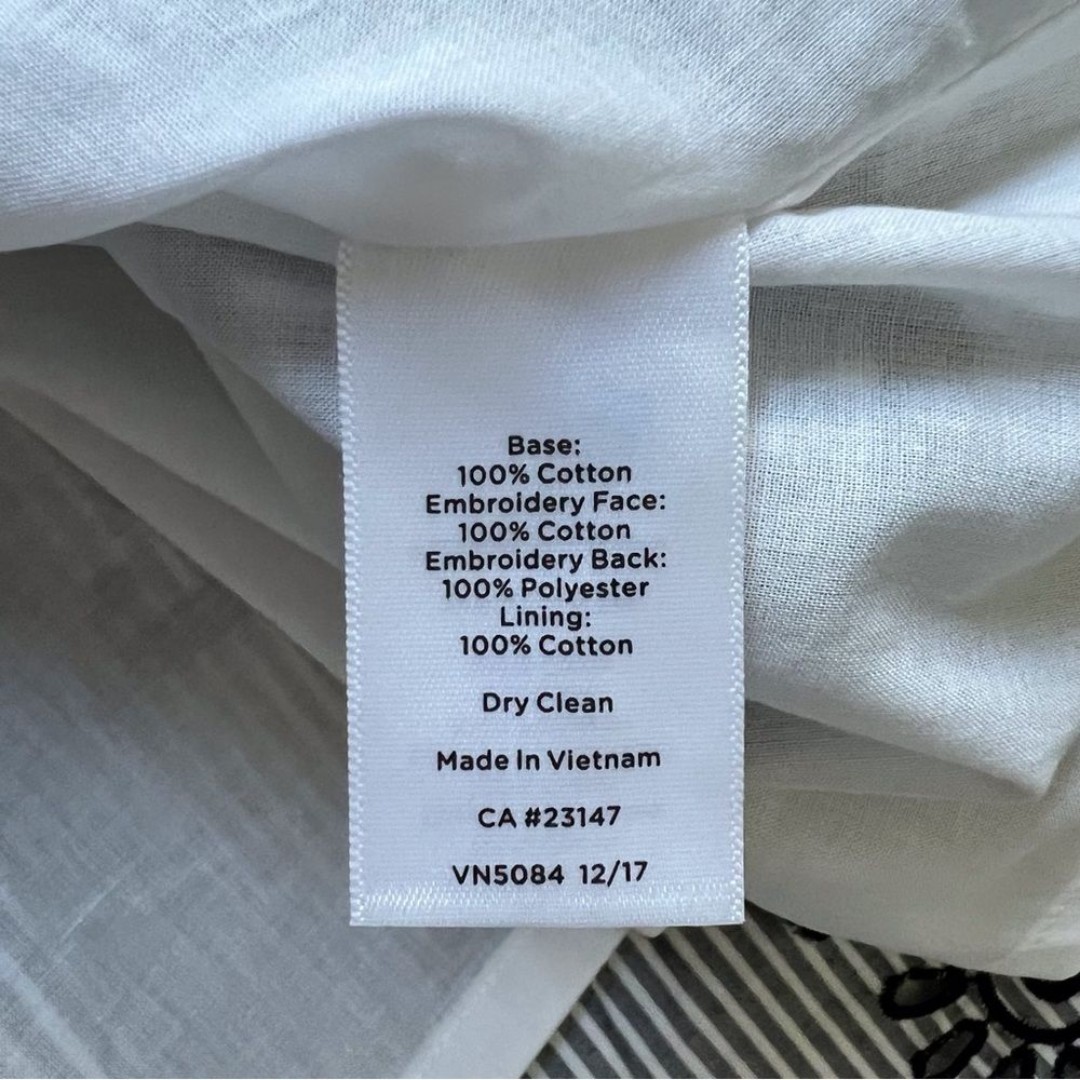 Base:
100% Cotton
Embroidery Face:
100% Cotton
Embroidery Back:
100% Polyester
Lining:
100% Cotton
Dry Clean
Made In Vietnam
CA #23147
VN5084 12/17